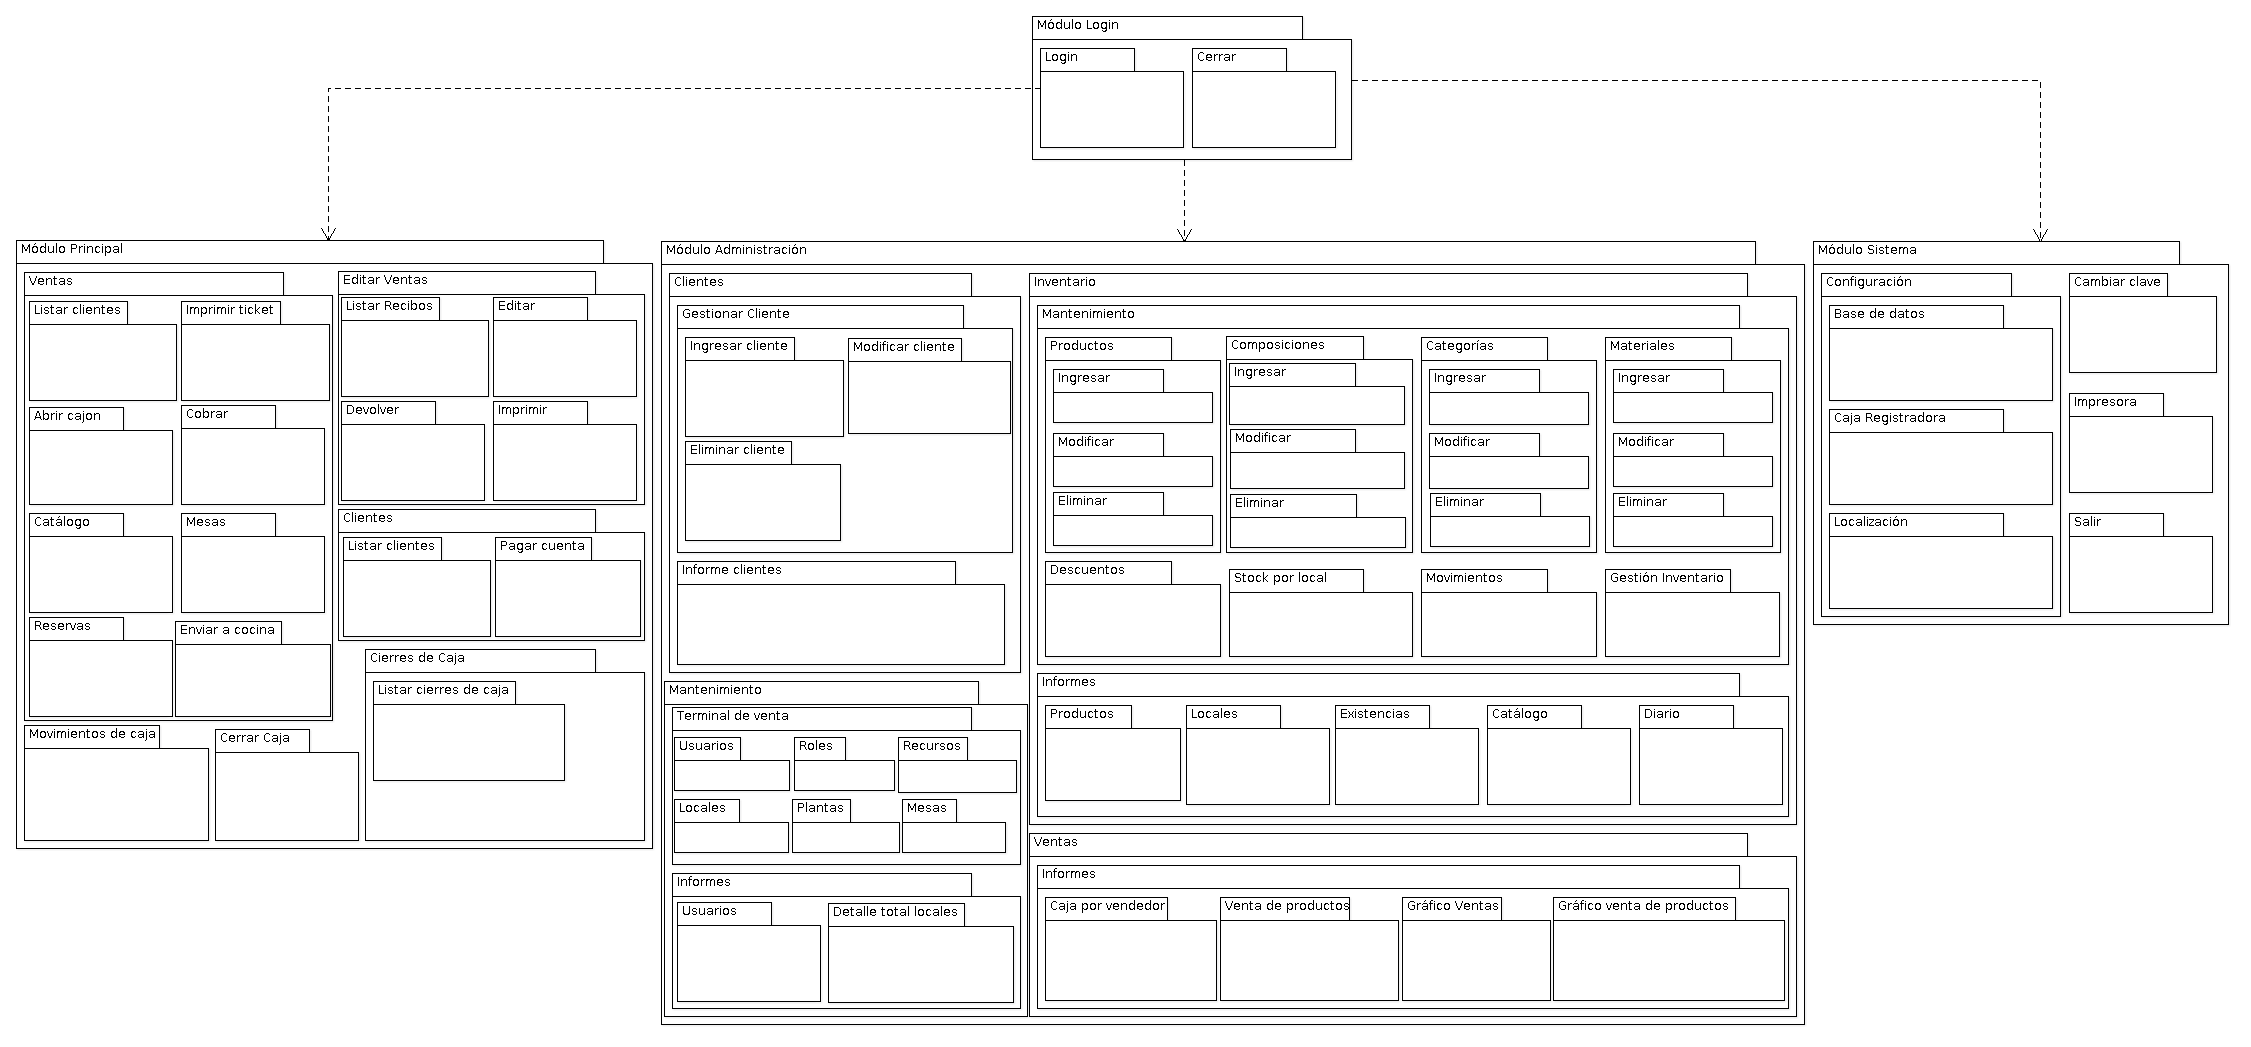 Módulo Login
Login
Cerrar
Módulo Principal
Ventas
Listar clientes
Imprimir ticket
Abrir cajon
Cobrar
Catálogo
Mesas
Reservas
Enviar a cocina
Editar Ventas
Listar Recibos
Editar
Devolver
Imprimir
Clientes
Listar clientes
Pagar cuenta
Cierres de Caja
Listar cierres de caja
Movimientos de caja
Cerrar Caja
Módulo Administración
Clientes
Gestionar Cliente
Ingresar cliente
Modificar cliente
Eliminar cliente
Informe clientes
Mantenimiento
Terminal de venta
Usuarios
Roles
Recursos
Locales
Plantas
Mesas
Informes
Usuarios
Detalle total locales
Inventario
Mantenimiento
Productos
Ingresar
Modificar
Eliminar
Composiciones
Ingresar
Modificar
Eliminar
Categorías
Ingresar
Modificar
Eliminar
Materiales
Ingresar
Modificar
Eliminar
Descuentos
Stock por local
Movimientos
Gestión Inventario
Informes
Productos
Locales
Existencias
Catálogo
Diario
Ventas
Informes
Caja por vendedor
Venta de productos
Gráfico Ventas
Gráfico venta de productos
Módulo Sistema
Configuración
Base de datos
Caja Registradora
Localización
Cambiar clave
Impresora
Salir